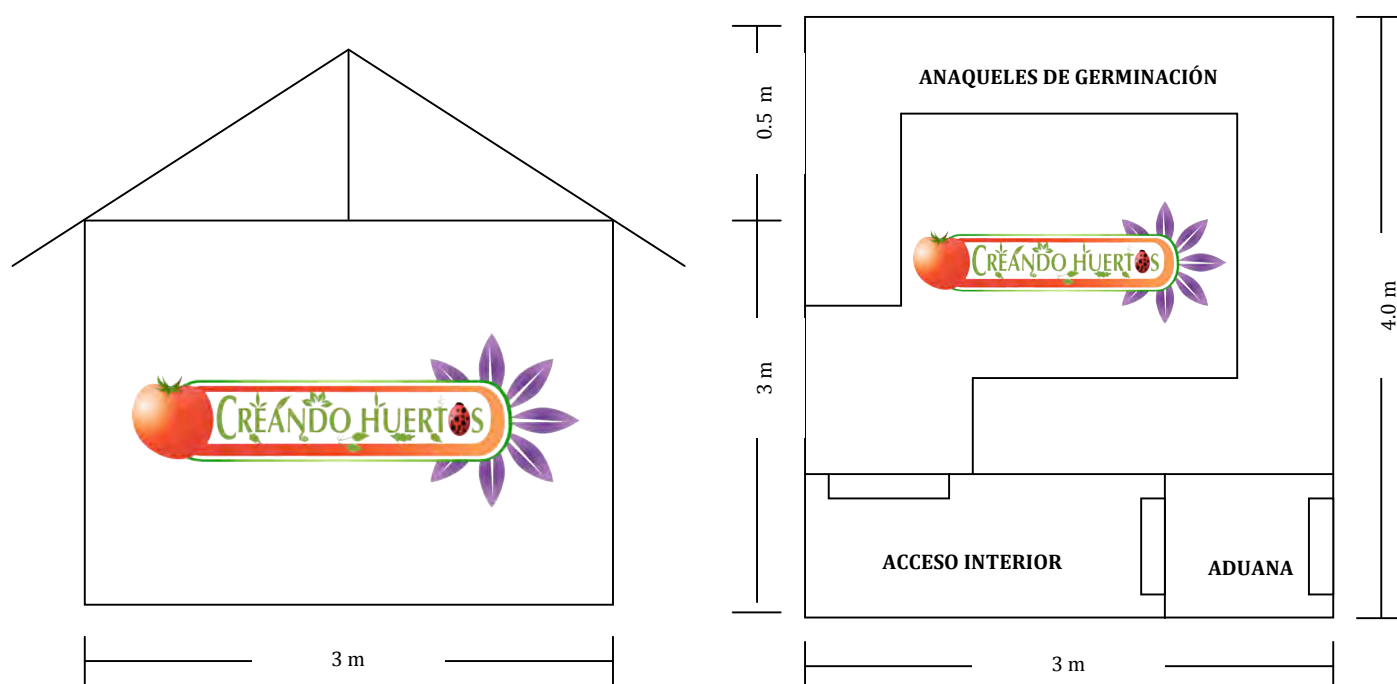 CREANDO HUERTOS
3 m
0.5 m
3 m
ANAQUELES DE GERMINACIÓN
CREANDO HUERTOS
ACCESO INTERIOR
ADUANA
3 m
4.0 m